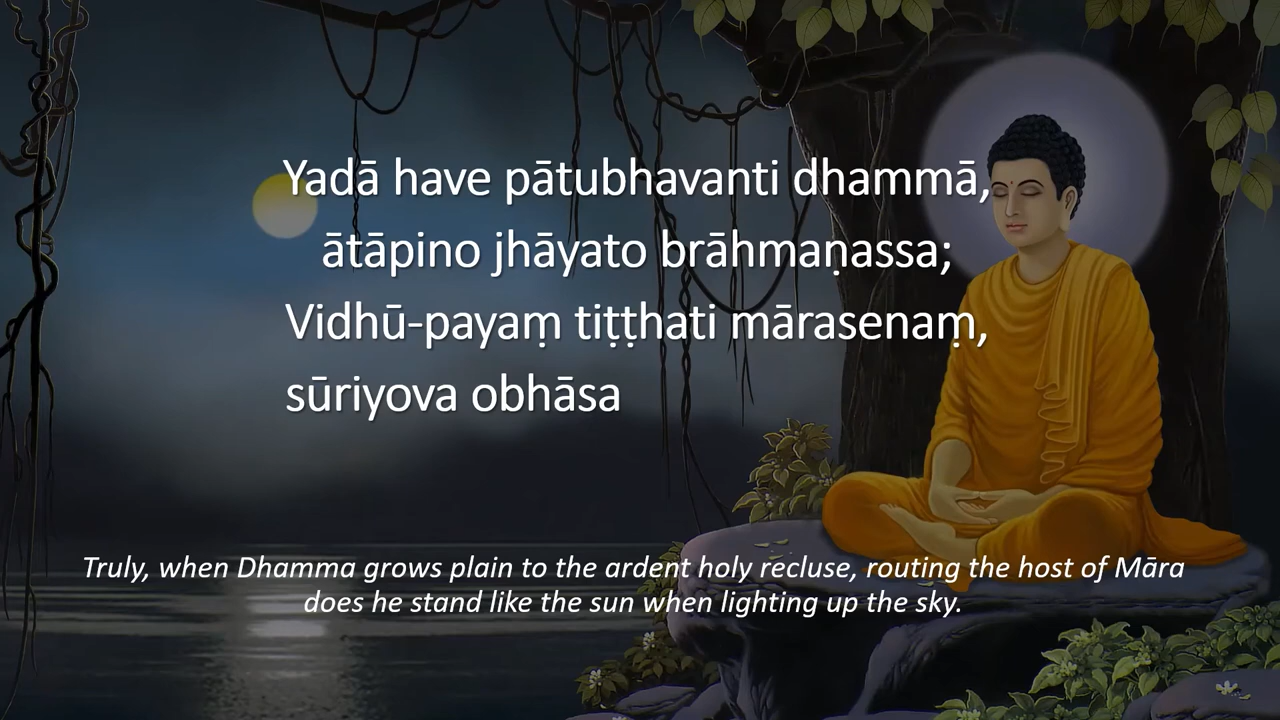 Yadā have pātubhavanti dhammā,
ātāpino jhāyato brāhmaṇassa;
Vidhū-payaṃ tiṭṭhati mārasenaṃ,
sūriyova obhāsa
Truly, when Dhamma grows plain to the ardent holy recluse, routing the host of Māra
does he stand like the sun when lighting up the sky.